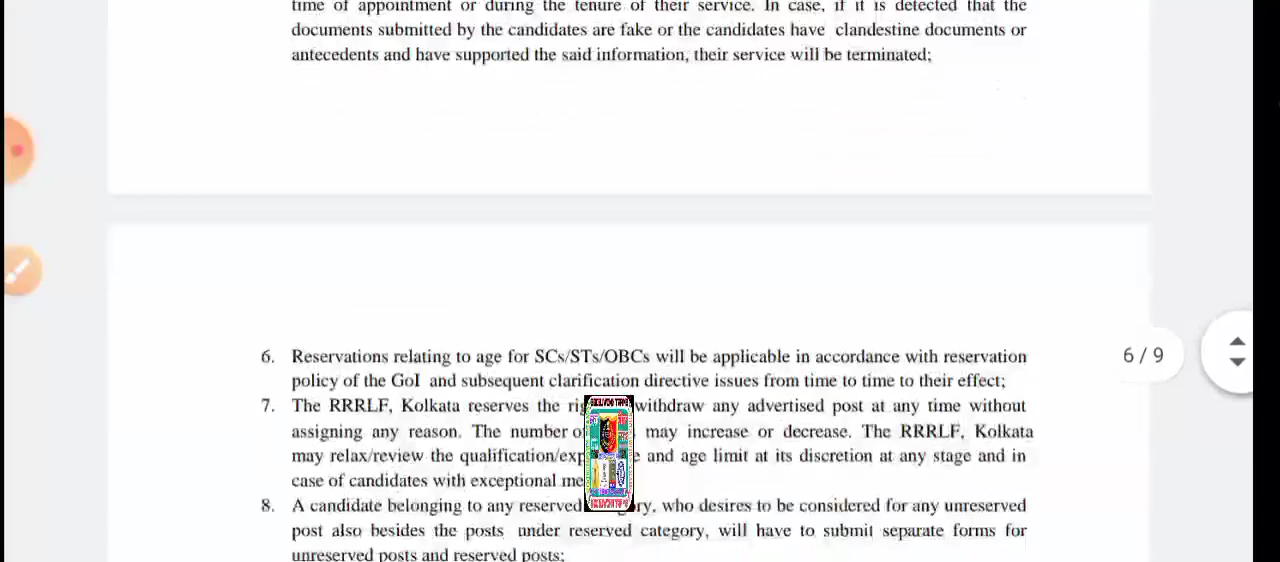 time of appointment or during the tenure of their service. In case, if it is detected that the
documents submitted by the candidates are fake or the candidates have clandestine documents or
antecedents and have supported the said information, their service will be terminated;
6. Reservations relating to age for SCs/STs/OBCs will be applicable in accordance with reservation
policy of the GoI and subsequent clarification directive issues from time to time to their effect;
6 / 9
7. The RRRLF, Kolkata reserves the withdraw any advertised post at any time without
assigning any reason. The number may increase or decrease. The RRRLF, Kolkata
may relax/review the and age limit at its discretion at any stage and in
case of candidates with exceptional
8. A candidate belonging to any reserved who desires to be considered for any unreserved
post also besides the posts under reserved category, will have to submit separate forms for
unreserved posts and reserved posts;